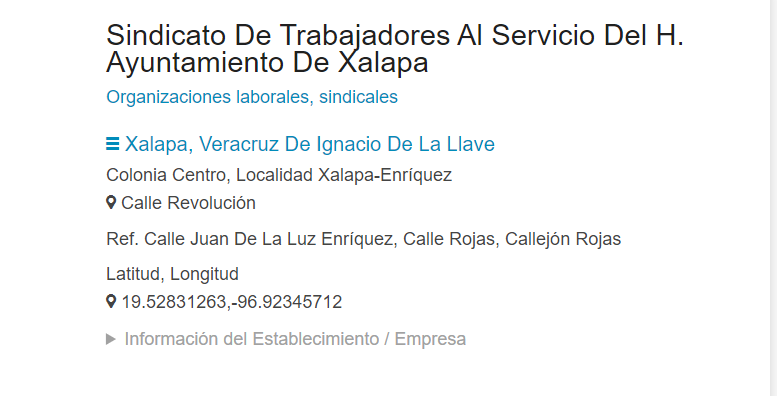 Sindicato De Trabajadores Al Servicio Del H.
Ayuntamiento De Xalapa
Organizaciones laborales, sindicales
Xalapa, Veracruz De Ignacio De La Llave
Colonia Centro, Localidad Xalapa-Enríquez
Calle Revolución
Ref. Calle Juan De La Luz Enríquez, Calle Rojas, Callejón Rojas
Latitud, Longitud
19.52831263,-96.92345712
Información del Establecimiento / Empresa